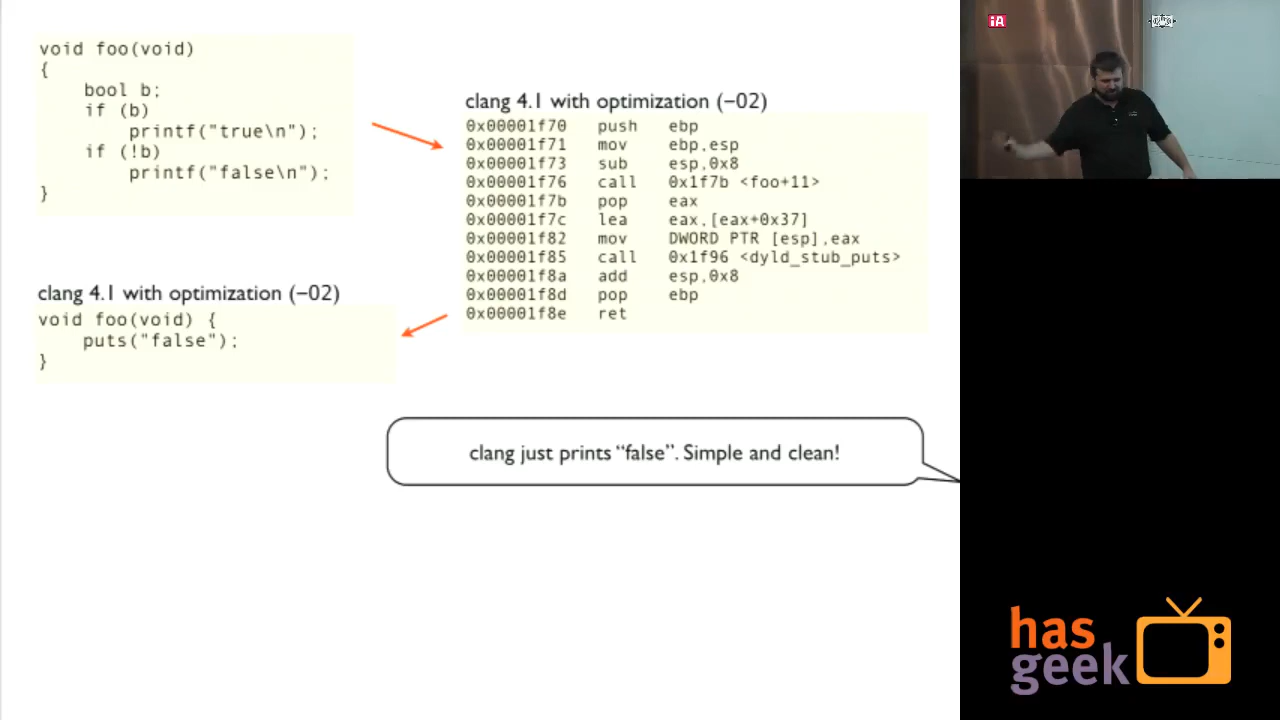 void foo(void)
{
bool b;
if (b)
printf("true\n");
if (!b)
printf("false\n");
}
clang 4.1 with optimization (-02)
0x00001f70 push ebp
0x00001f71 mov ebp,esp
0x00001f73 sub esp,0x8
0x00001f76 call 0x1f7b <foo+11>
0x00001f7b pop eax
0x00001f7c lea eax,[eax+0x37]
0x00001f82 mov DWORD PTR [esp],eax
0x00001f85 call 0x1f96 <dyld_stub_puts>
0x00001f8a add esp,0x8
0x00001f8d pop ebp
0x00001f8e ret
clang 4.1 with optimization (-02)
void foo(void) {
puts("false");
}
clang just prints “false”. Simple and clean!
iA
has
geek